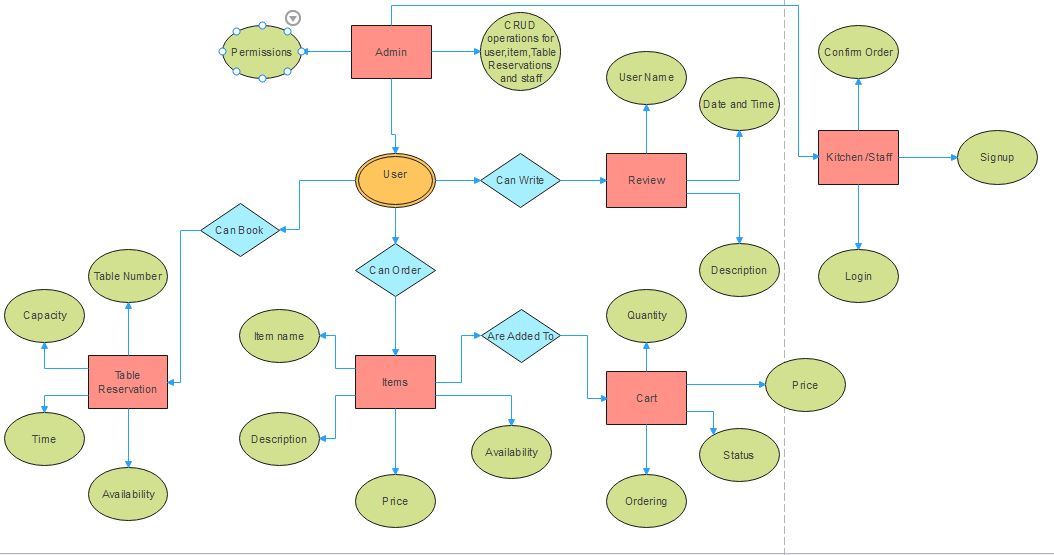 Permissions
Admin
CRUD
operations for
user,item,Table
Reservations
and staff
Confirm Order
User Name
Date and Time
Kitchen /Staff
Signup
User
Can Write
Review
Can Book
Can Order
Description
Login
Table Number
Capacity
Item name
Are Added To
Quantity
Table
Reservation
Items
Cart
Price
Time
Description
Availability
Status
Availability
Price
Ordering